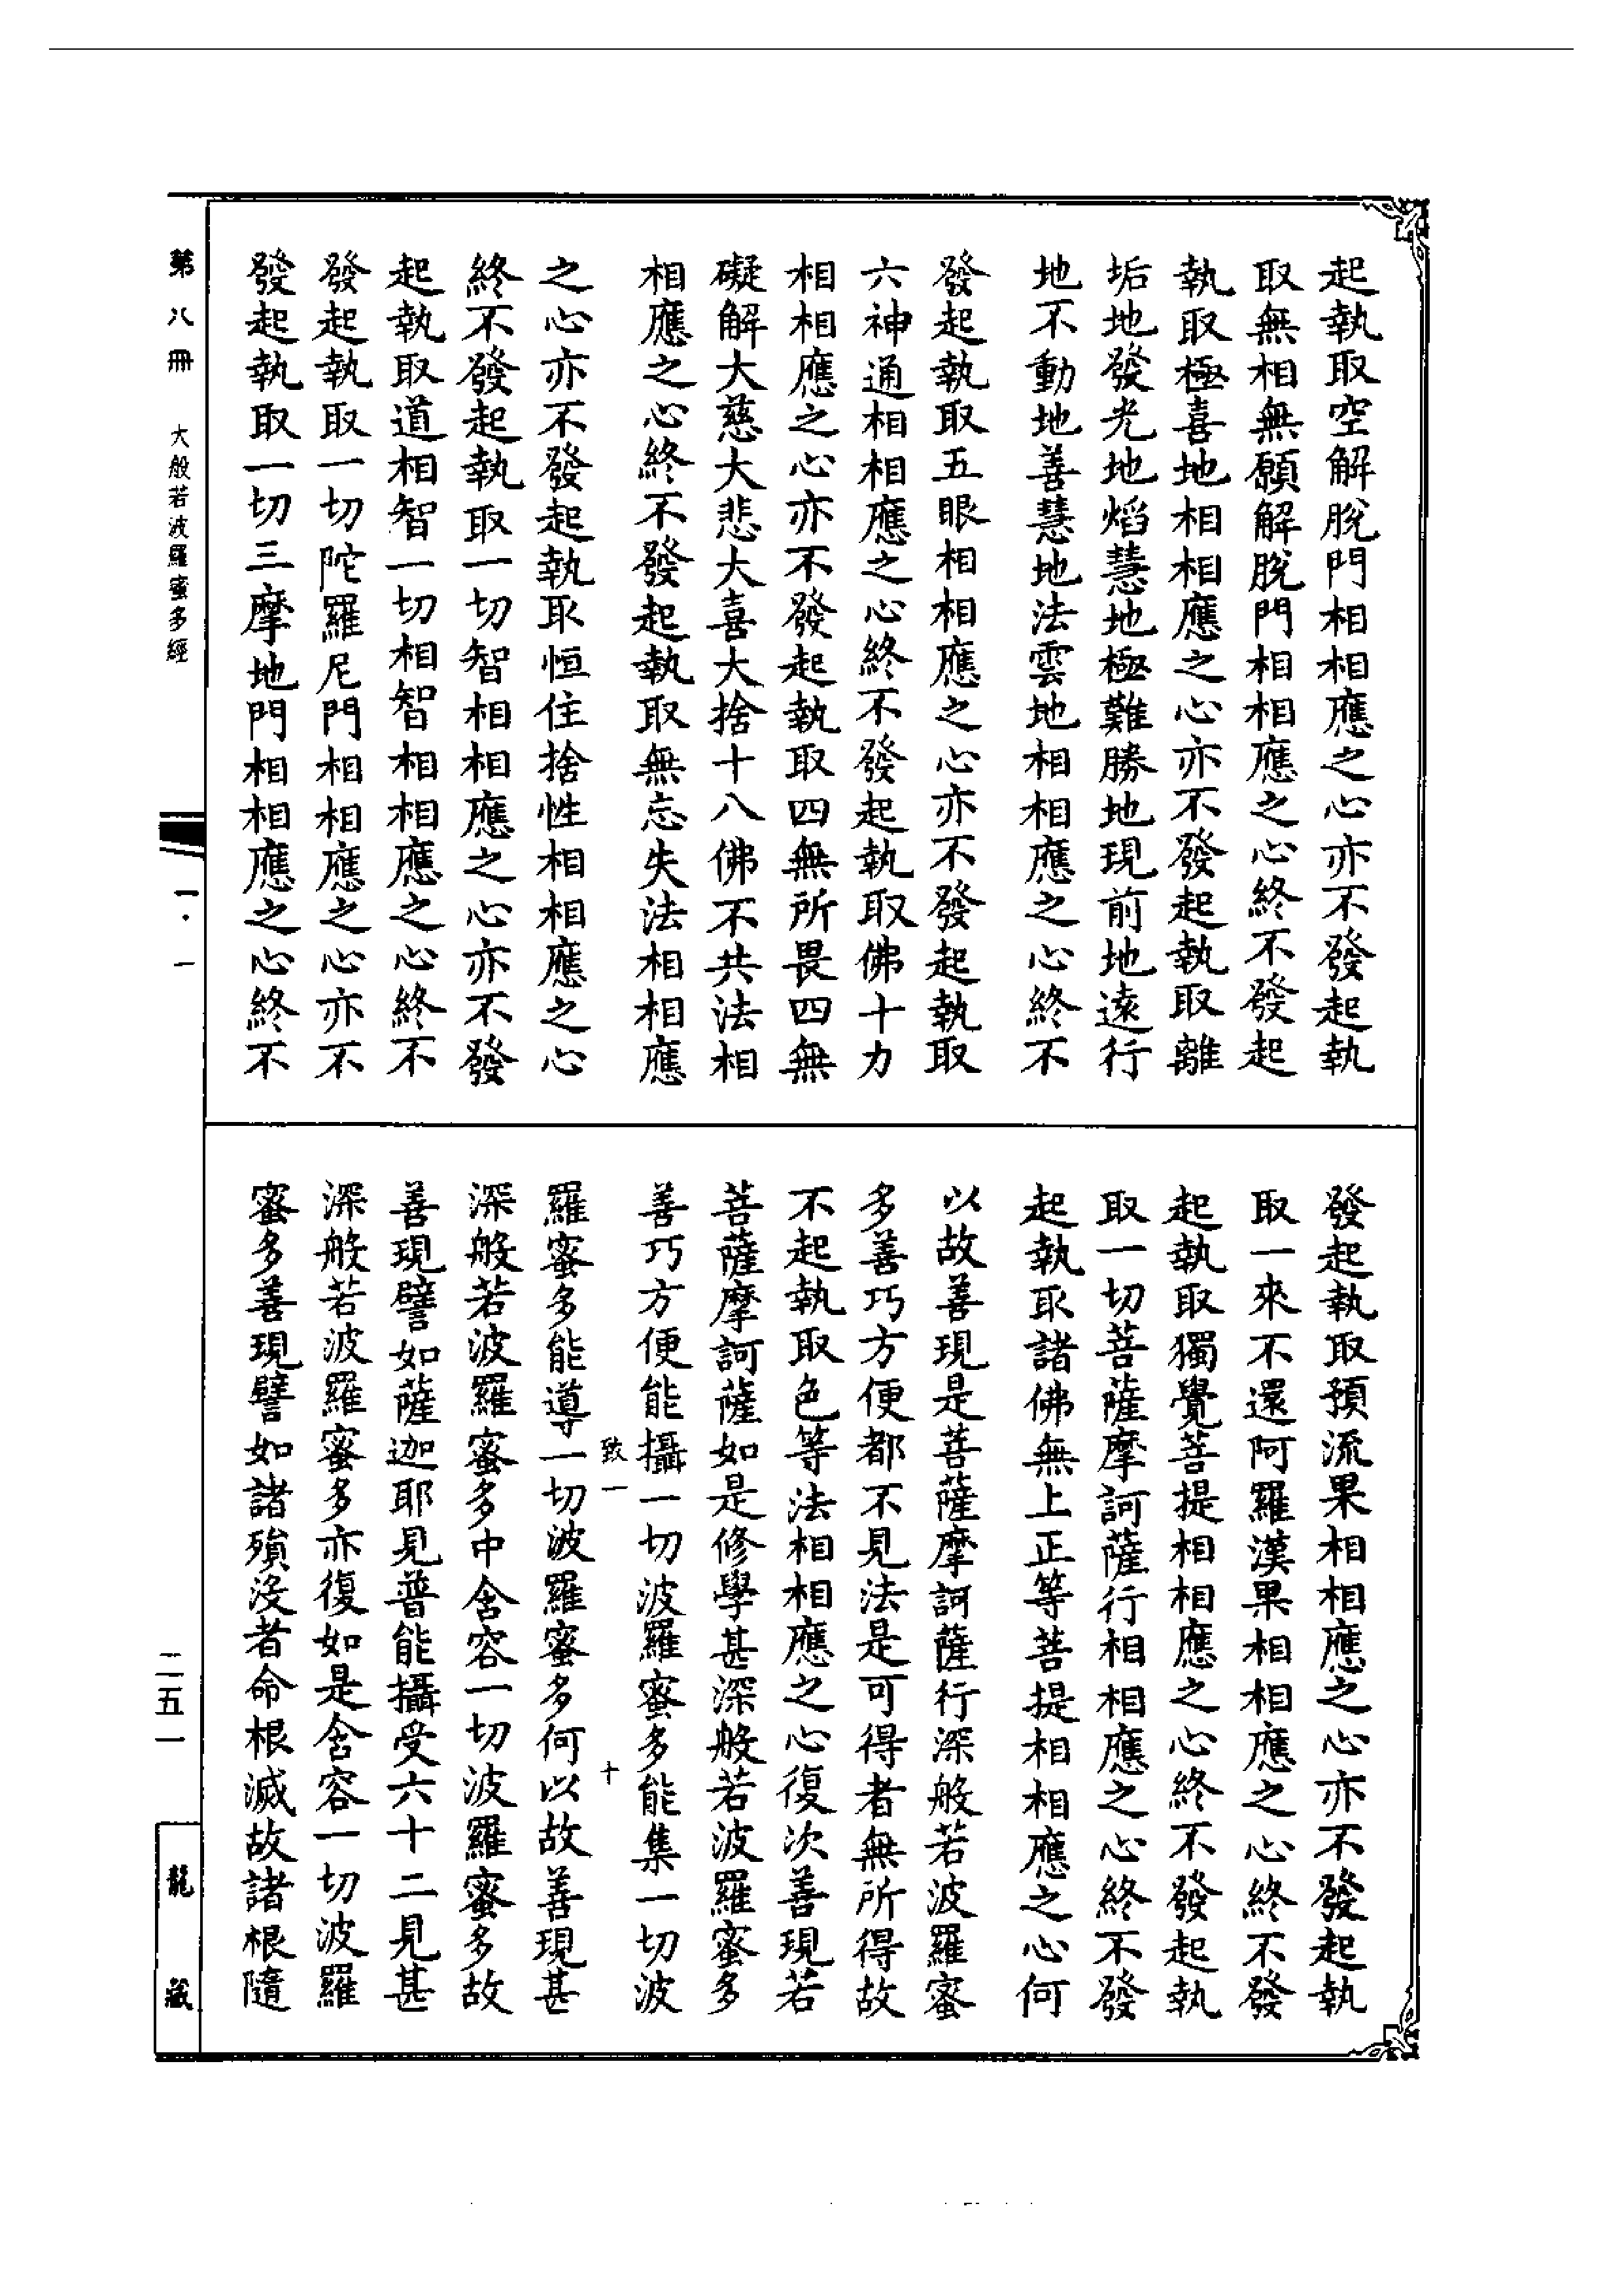 起執取空解脫門相相應之心亦不發起執
取無相無願解脫門相相應之心終不發起
執取極喜地相相應之心亦不發起執取離
垢地發光地焰慧地極難勝地現前地遠行
地不動地善慧地法雲地相相應之心終不
發起執取五眼相相應之心亦不發起執取
六神通相相應之心終不發起執取佛十力
相相應之心亦不發起執取四無所畏四無
礙解大慈大悲大喜大捨十八佛不共法相
相應之心終不發起執取無忘失法相相應
之心亦不發起執取恒住捨性相相應之心
終不發起執取一切智相相應之心亦不發
起執取道相智一切相智相相應之心終不
發起執取一切陀羅尼門相相應之心亦不
發起執取一切三摩地門相相應之心終不
發起執取預流果相相應之心亦不發起執
取一來不還阿羅漢果相相應之心終不發
起執取獨覺菩提相相應之心終不發起執
取一切菩薩摩訶薩行相相應之心終不發
起執取諸佛無上正等菩提相相應之心何
以故善現是菩薩摩訶薩行深般若波羅蜜
多善巧方便都不見法是可得者無所得故
不起執取色等法相相應之心復次善現若
菩薩摩訶薩如是修學甚深般若波羅蜜多
善巧方便能攝一切波羅蜜多能集一切波
致一 十
羅蜜多能導一切波羅蜜多何以故善現甚
深般若波羅蜜多中含容一切波羅蜜多故
善現譬如薩迦耶見普能攝受六十二見甚
深般若波羅蜜多亦復如是含容一切波羅
蜜多善現譬如諸殞沒者命根滅故諸根隨
第八冊 大般若波羅蜜多經 一·一 二五一 龍藏